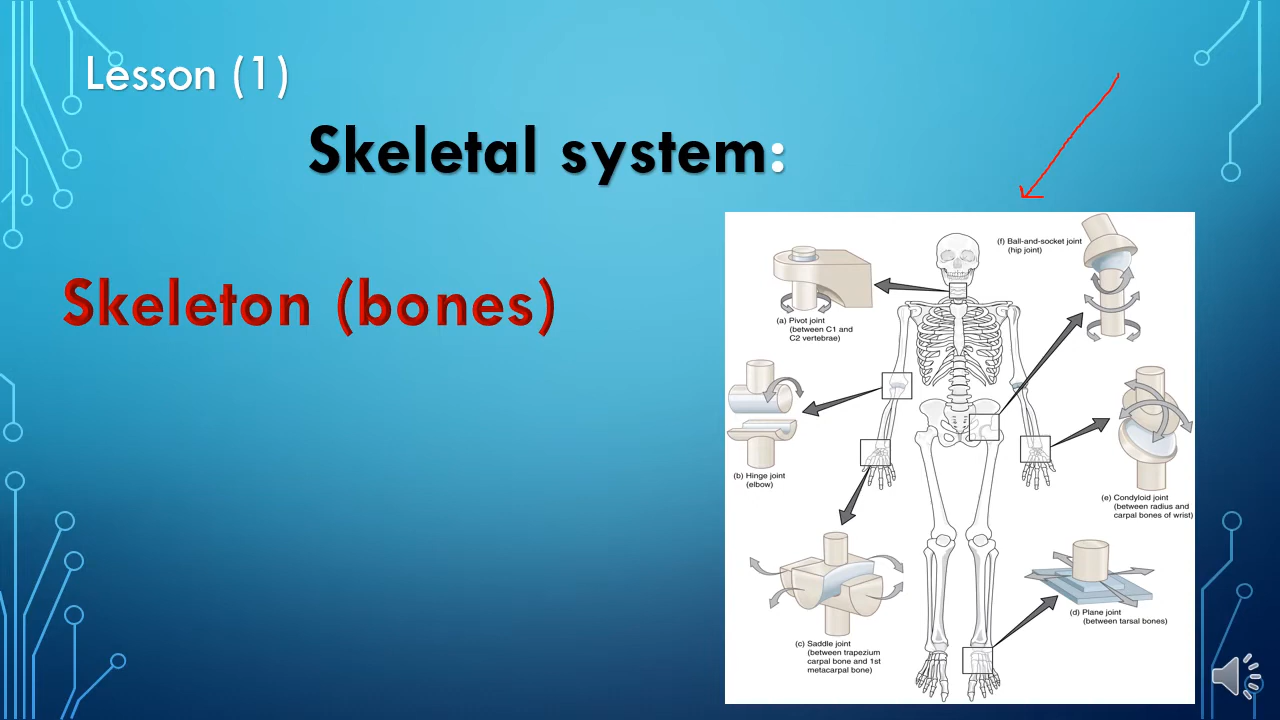 Lesson (1)
Skeletal system:
Skeleton (bones)
(f) Ball-and-socket joint
(hip joint)
(a) Pivot joint
(between C1 and
C2 vertebrae)
(b) Hinge joint
(elbow)
(e) Condyloid joint
(between radius and
carpal bones of wrist)
(d) Plane joint
(between tarsal bones)
(c) Saddle joint
(between trapezium
carpal bone and 1st
metacarpal bone)